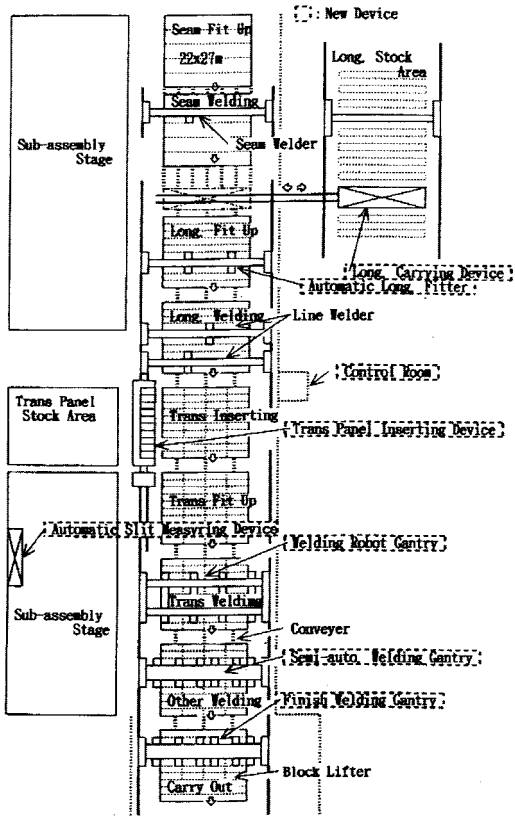 : New Device
Seam Fit Up
22x27m
Long. Stock
Area
Seam Welding
Sub-assembly
Stage
Seam Welder
Long. Fit Up
Long. Carrying Device
Automatic Long. Fitter
Long. Welding
Line Welder
Control Room
Trans Panel
Stock Area
Trans Inserting
Trans Panel Inserting Device
Trans Fit Up
Automatic Slit Measyring Device
Welding Robot Gantry
Trans Welding
Sub-assembly
Stage
Conveyer
Semi-auto Welding Gantry
Other Welding
Finish Welding Gantry
Block Lifter
Carry Out